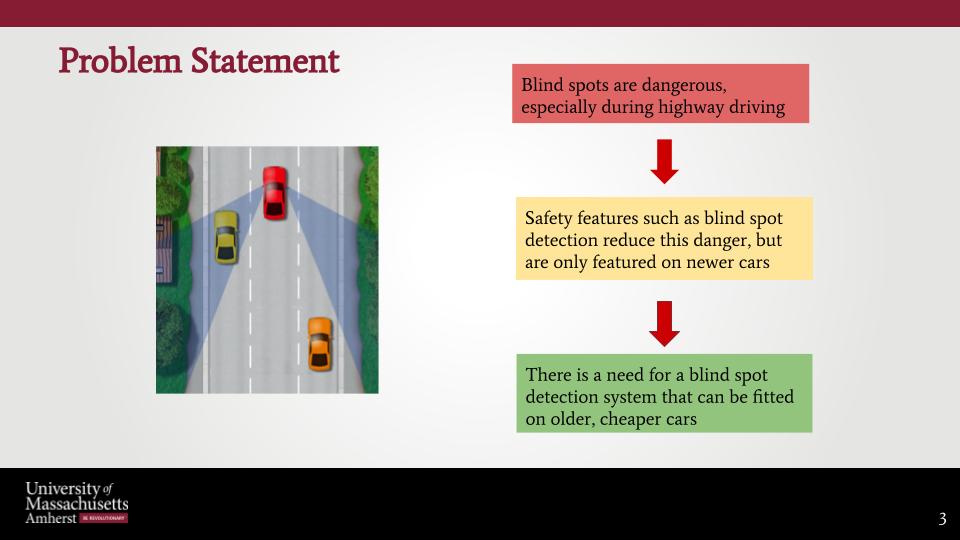 Problem Statement
Blind spots are dangerous,
especially during highway driving
Safety features such as blind spot
detection reduce this danger, but
are only featured on newer cars
There is a need for a blind spot
detection system that can be fitted
on older, cheaper cars
University of
Massachusetts
Amherst BE REVOLUTIONARY
3